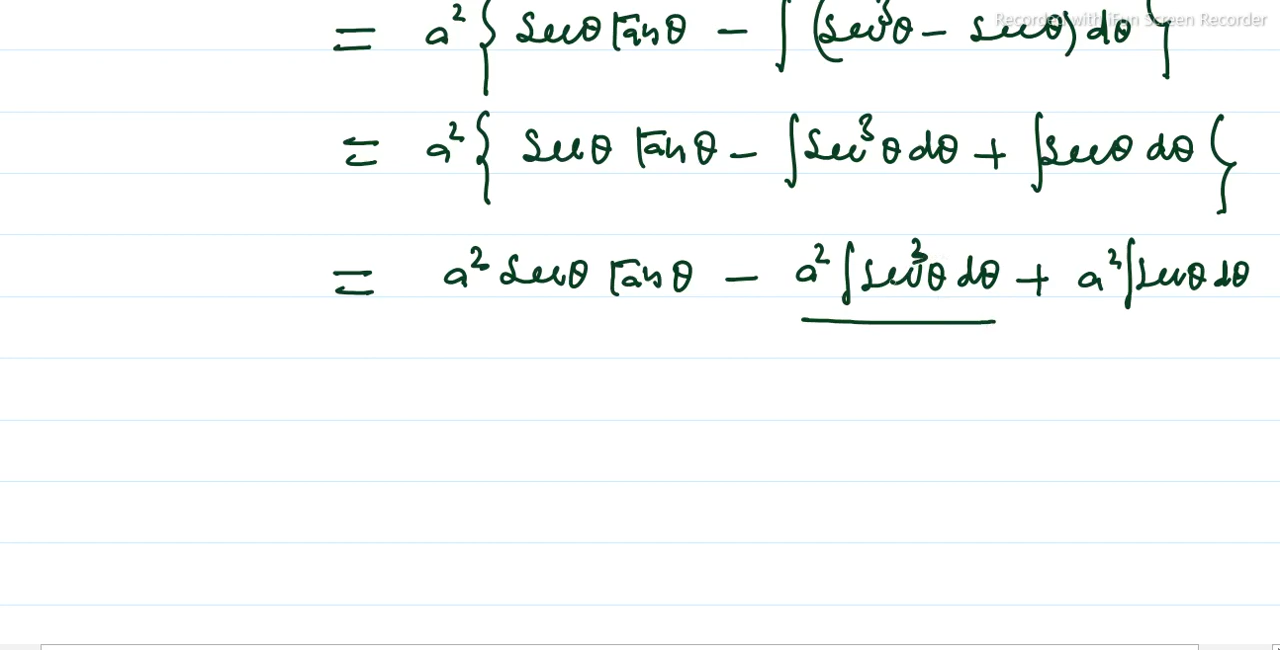 Recorded with iFun Screen Recorder
= a² { Secθ Tanθ − ∫ (Sec³θ − Secθ) dθ }
= a² { Secθ Tanθ − ∫ Sec³θ dθ + ∫ Secθ dθ {
= a² Secθ Tanθ − a² ∫ Sec³θ dθ + a² ∫ Secθ dθ